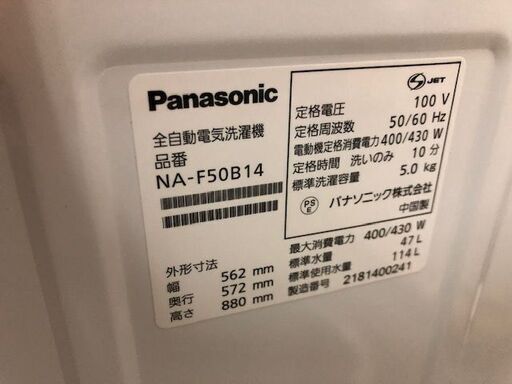 Panasonic
全自動電気洗濯機
品番
NA-F50B14
外形寸法
幅 562 mm
奥行 572 mm
高さ 880 mm
S JET
定格電圧 100 V
定格周波数 50/60 Hz
電動機定格消費電力 400/430 W
定格時間 洗いのみ 10 分
標準洗濯容量 5.0 kg
PS E パナソニック株式会社
中国製
最大消費電力 400/430 W
標準水量 47 L
標準使用水量 114 L
製造番号 2181400241